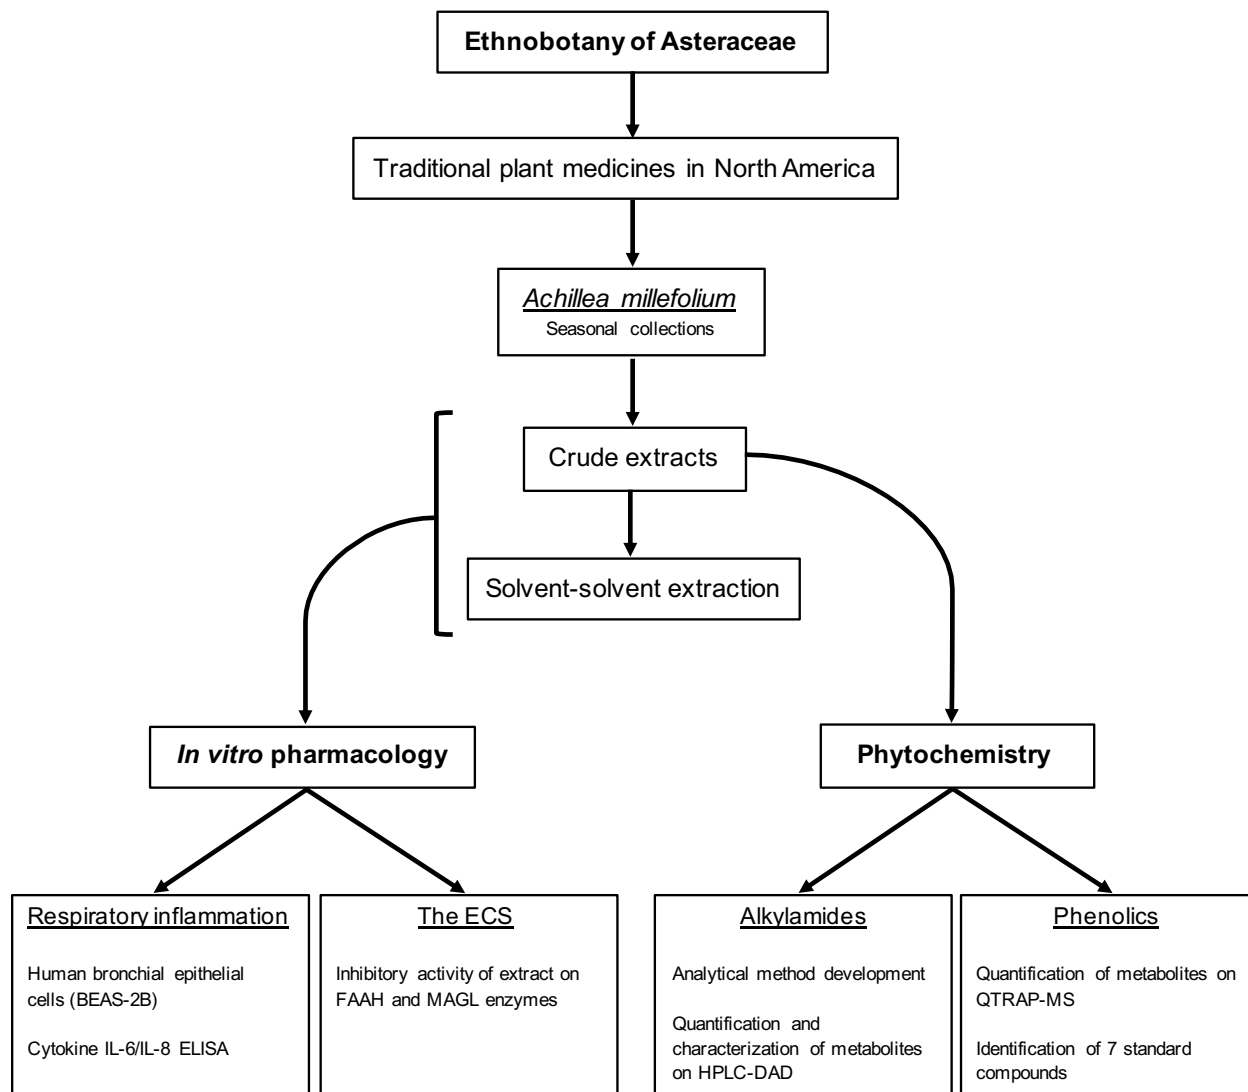 Ethnobotany of Asteraceae
Traditional plant medicines in North America
Achillea millefolium
Seasonal collections
Crude extracts
Solvent-solvent extraction
In vitro pharmacology
Phytochemistry
Respiratory inflammation
Human bronchial epithelial
cells (BEAS-2B)
Cytokine IL-6/IL-8 ELISA
The ECS
Inhibitory activity of extract on
FAAH and MAGL enzymes
Alkylamides
Analytical method development
Quantification and
characterization of metabolites
on HPLC-DAD
Phenolics
Quantification of metabolites on
QTRAP-MS
Identification of 7 standard
compounds